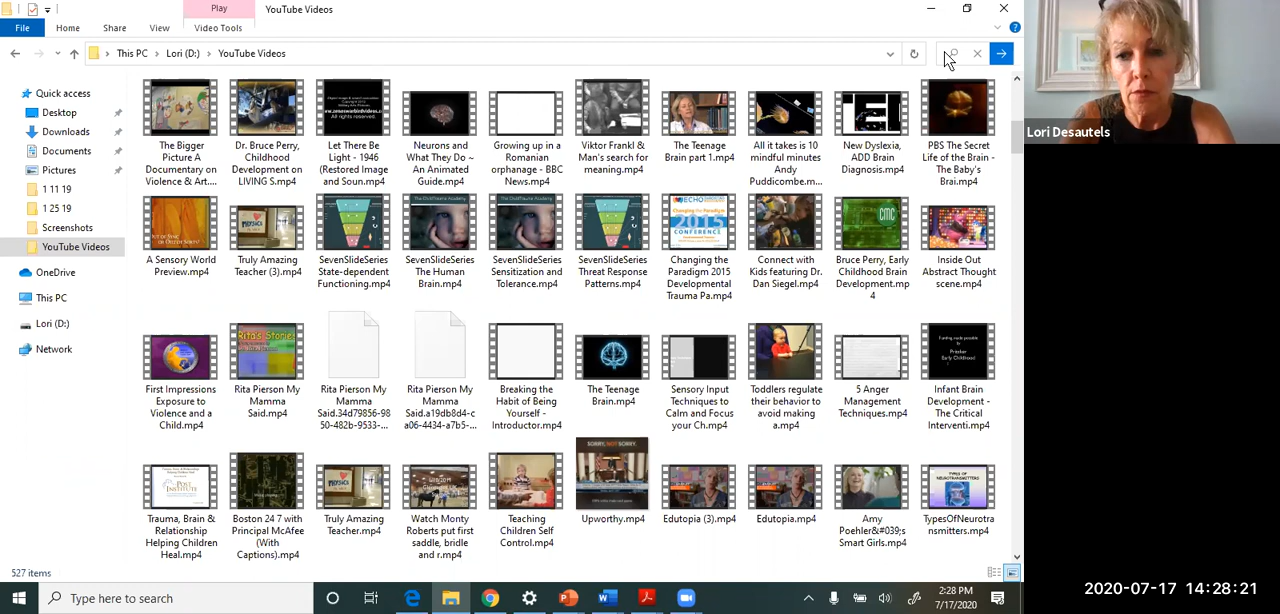 Play
YouTube Videos
File
Home
Share
View
Video Tools
This PC
Lori (D:)
YouTube Videos
Lori Desautels
Quick access
Desktop
Downloads
Documents
Pictures
1 11 19
1 25 19
Screenshots
YouTube Videos
OneDrive
This PC
Lori (D:)
Network
The Bigger
Picture A
Documentary on
Violence & Art....
Dr. Bruce Perry,
Childhood
Development on
LIVING S.mp4
Let There Be
Light - 1946
(Restored Image
and Soun.mp4
Neurons and
What They Do ~
An Animated
Guide.mp4
Growing up in a
Romanian
orphanage - BBC
News.mp4
Viktor Frankl &
Man's search for
meaning.mp4
The Teenage
Brain part 1.mp4
All it takes is 10
mindful minutes
Andy
Puddicombe.m...
New Dyslexia,
ADD Brain
Diagnosis.mp4
PBS The Secret
Life of the Brain -
The Baby's
Brai.mp4
A Sensory World
Preview.mp4
Truly Amazing
Teacher (3).mp4
SevenSlideSeries
State-dependent
Functioning.mp4
SevenSlideSeries
The Human
Brain.mp4
SevenSlideSeries
Sensitization and
Tolerance.mp4
SevenSlideSeries
Threat Response
Patterns.mp4
Changing the
Paradigm 2015
Developmental
Trauma Pa.mp4
Connect with
Kids featuring Dr.
Dan Siegel.mp4
Bruce Perry, Early
Childhood Brain
Development.mp
4
Inside Out
Abstract Thought
scene.mp4
First Impressions
Exposure to
Violence and a
Child.mp4
Rita Pierson My
Mamma
Said.mp4
Rita Pierson My
Mamma
Said.34d79856-98
50-482b-9533-...
Rita Pierson My
Mamma
Said.a19db8d4-c
a06-4434-a7b5-...
Breaking the
Habit of Being
Yourself -
Introductor.mp4
The Teenage
Brain.mp4
Sensory Input
Techniques to
Calm and Focus
your Ch.mp4
Toddlers regulate
their behavior to
avoid making
a.mp4
5 Anger
Management
Techniques.mp4
Infant Brain
Development -
The Critical
Interventi.mp4
Trauma, Brain &
Relationship
Helping Children
Heal.mp4
Boston 24 7 with
Principal McAfee
(With
Captions).mp4
Truly Amazing
Teacher.mp4
Watch Monty
Roberts put first
saddle, bridle
and r.mp4
Teaching
Children Self
Control.mp4
Upworthy.mp4
Edutopia (3).mp4
Edutopia.mp4
Amy
Poehler&#039;s
Smart Girls.mp4
TypesOfNeurotra
nsmitters.mp4
527 items
Type here to search
2:28 PM
7/17/2020
2020-07-17 14:28:21